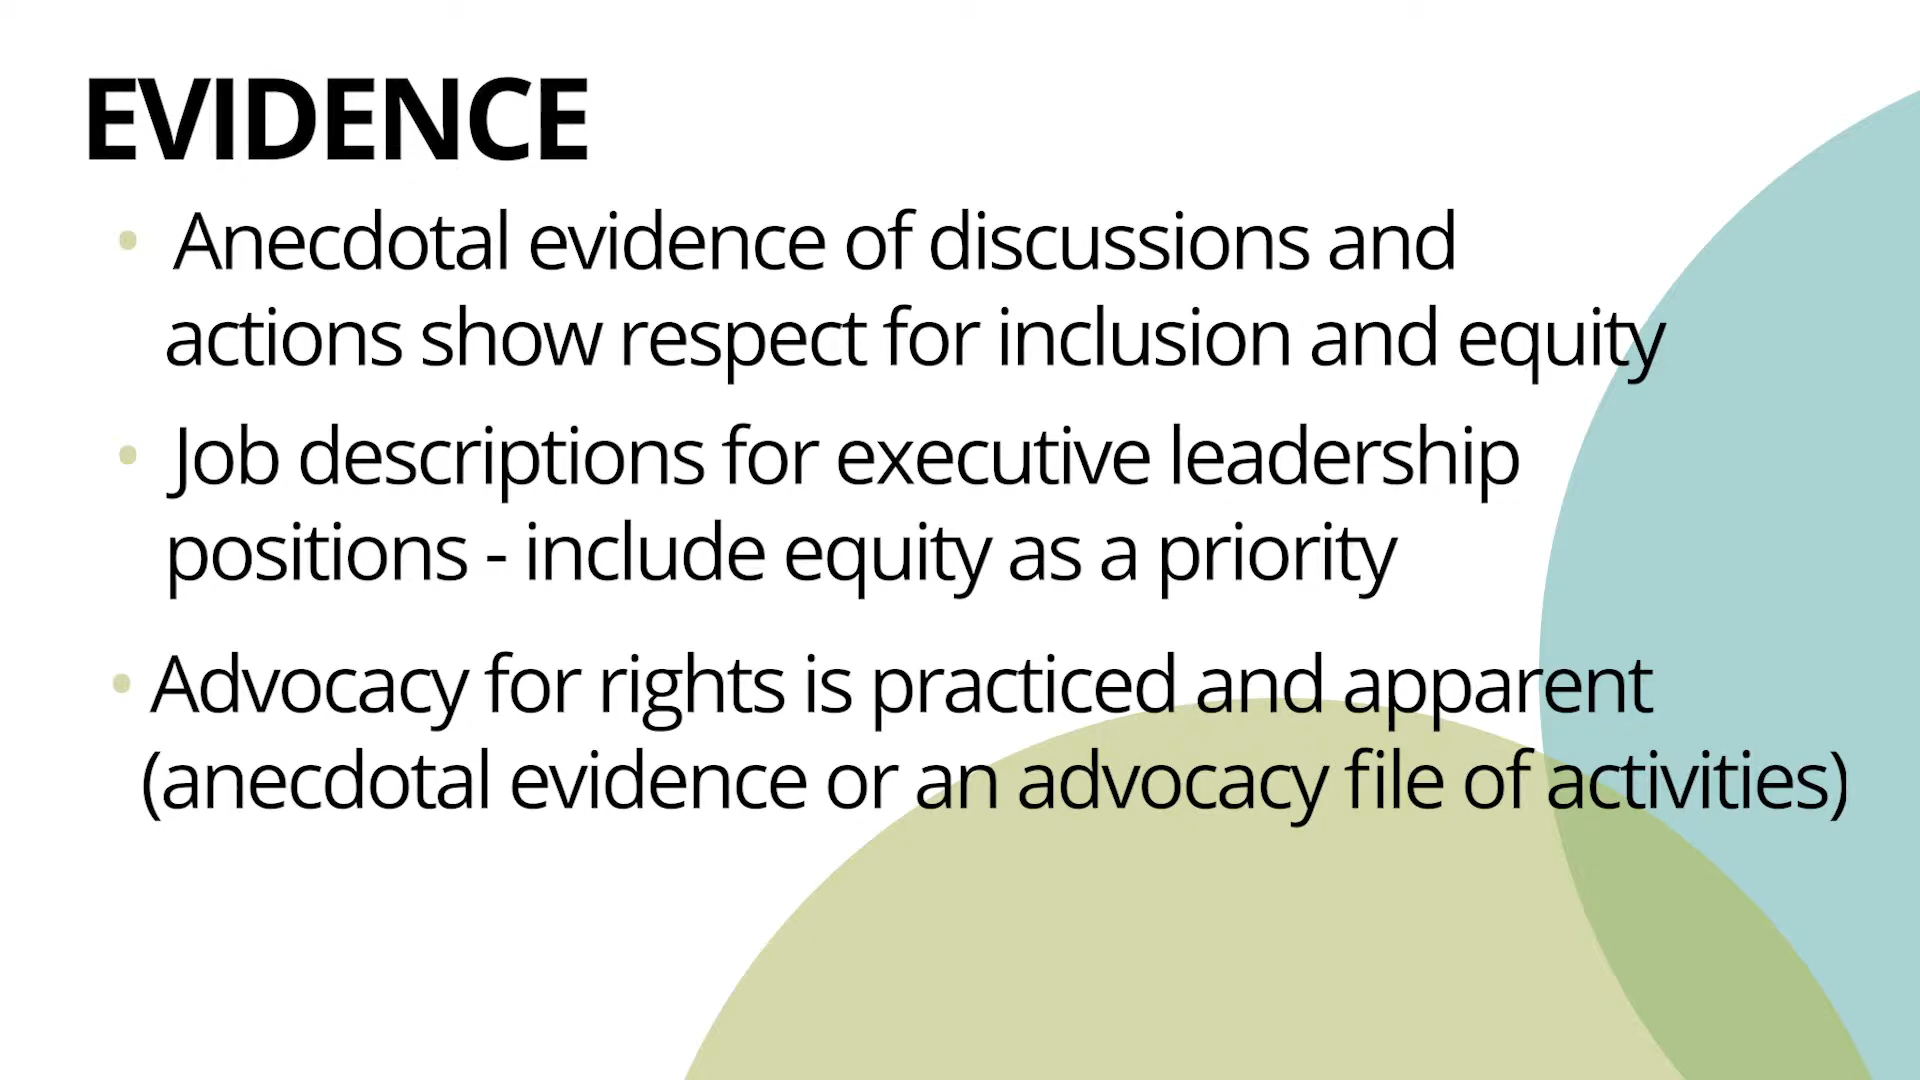 EVIDENCE
• Anecdotal evidence of discussions and
actions show respect for inclusion and equity
• Job descriptions for executive leadership
positions - include equity as a priority
• Advocacy for rights is practiced and apparent
(anecdotal evidence or an advocacy file of activities)